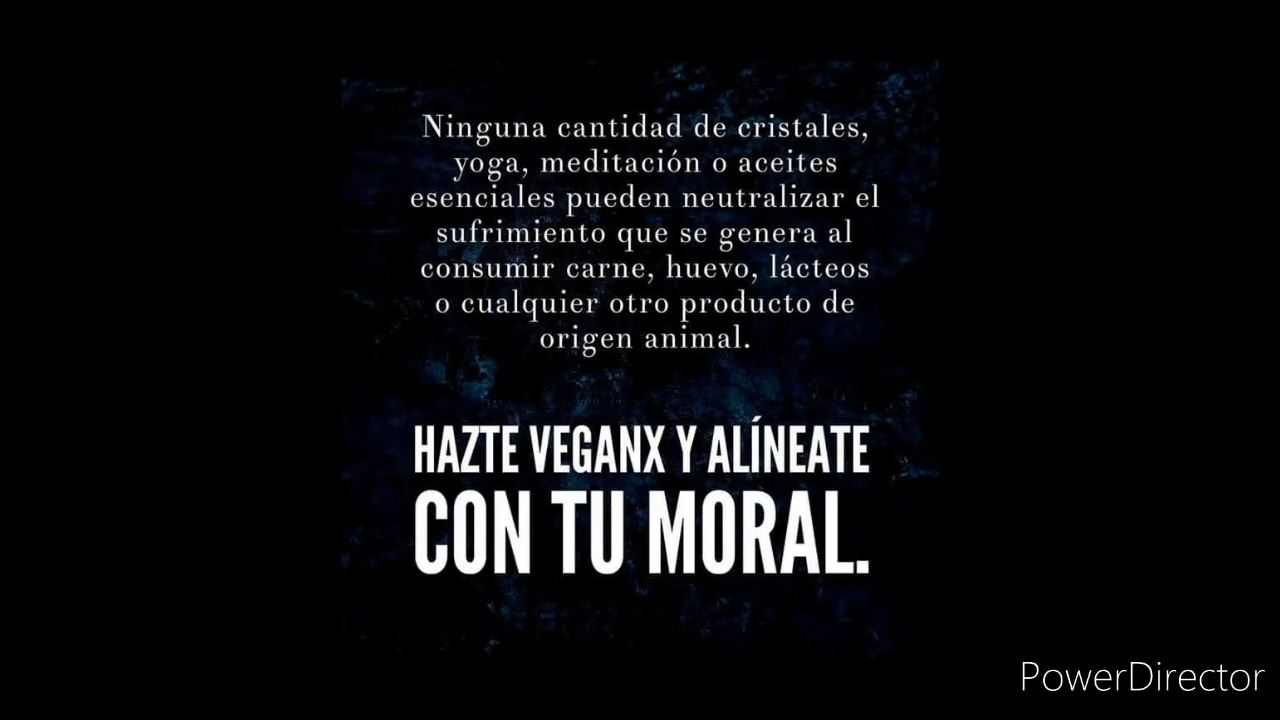 Ninguna cantidad de cristales,
yoga, meditación o aceites
esenciales pueden neutralizar el
sufrimiento que se genera al
consumir carne, huevo, lácteos
o cualquier otro producto de
origen animal.
HAZTE VEGANX Y ALÍNEATE
CON TU MORAL.
PowerDirector